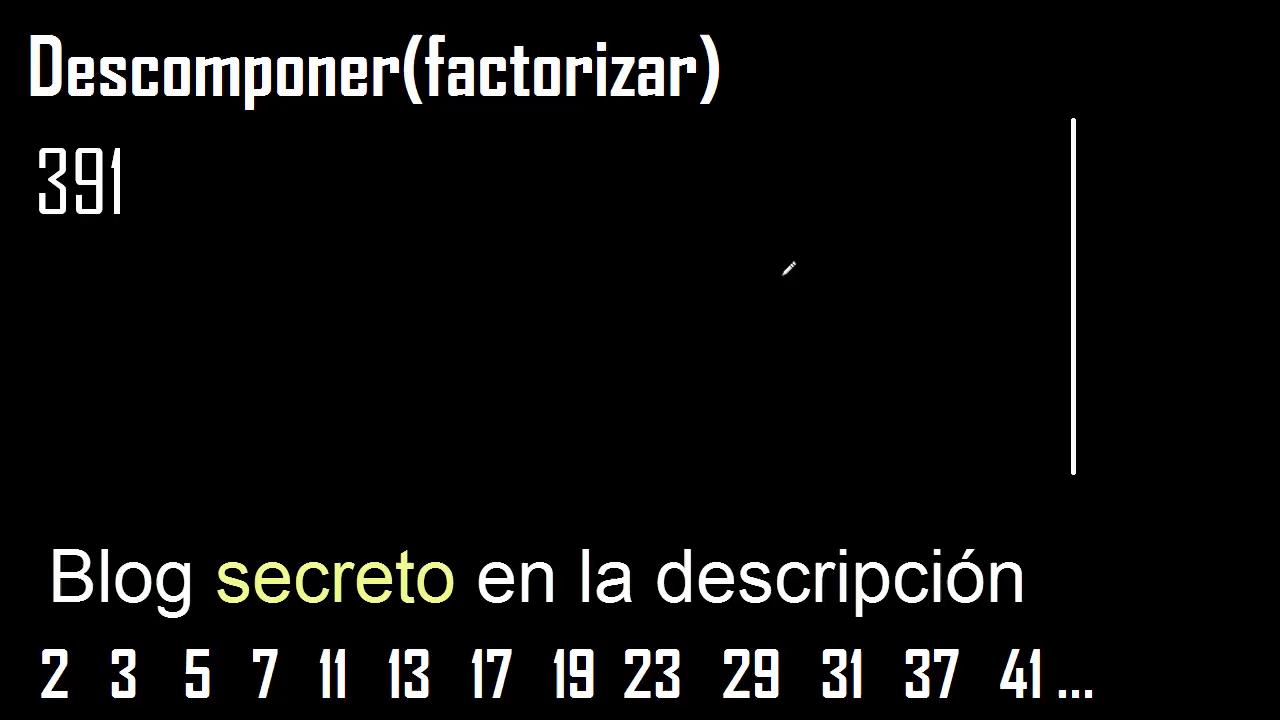 Descomponer(factorizar)
391
Blog secreto en la descripción
2 3 5 7 11 13 17 19 23 29 31 37 41 ...